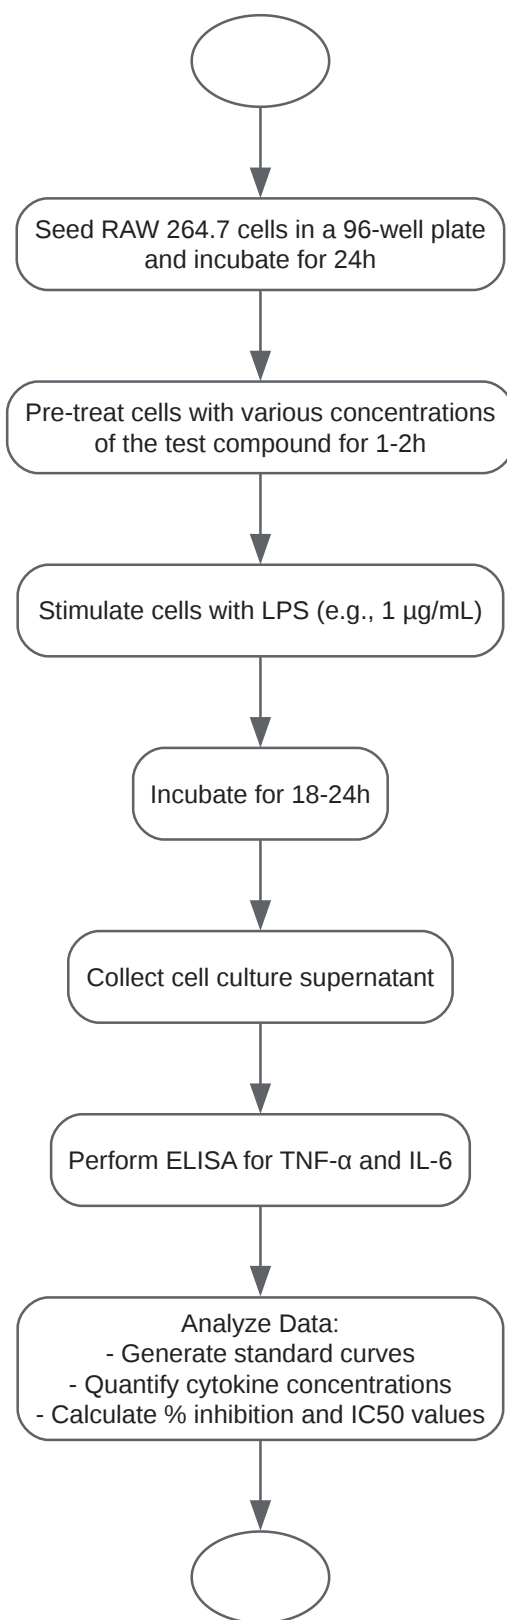 Seed RAW 264.7 cells in a 96-well plate
and incubate for 24h
Pre-treat cells with various concentrations
of the test compound for 1-2h
Stimulate cells with LPS (e.g., 1 µg/mL)
Incubate for 18-24h
Collect cell culture supernatant
Perform ELISA for TNF-α and IL-6
Analyze Data:
- Generate standard curves
- Quantify cytokine concentrations
- Calculate % inhibition and IC50 values